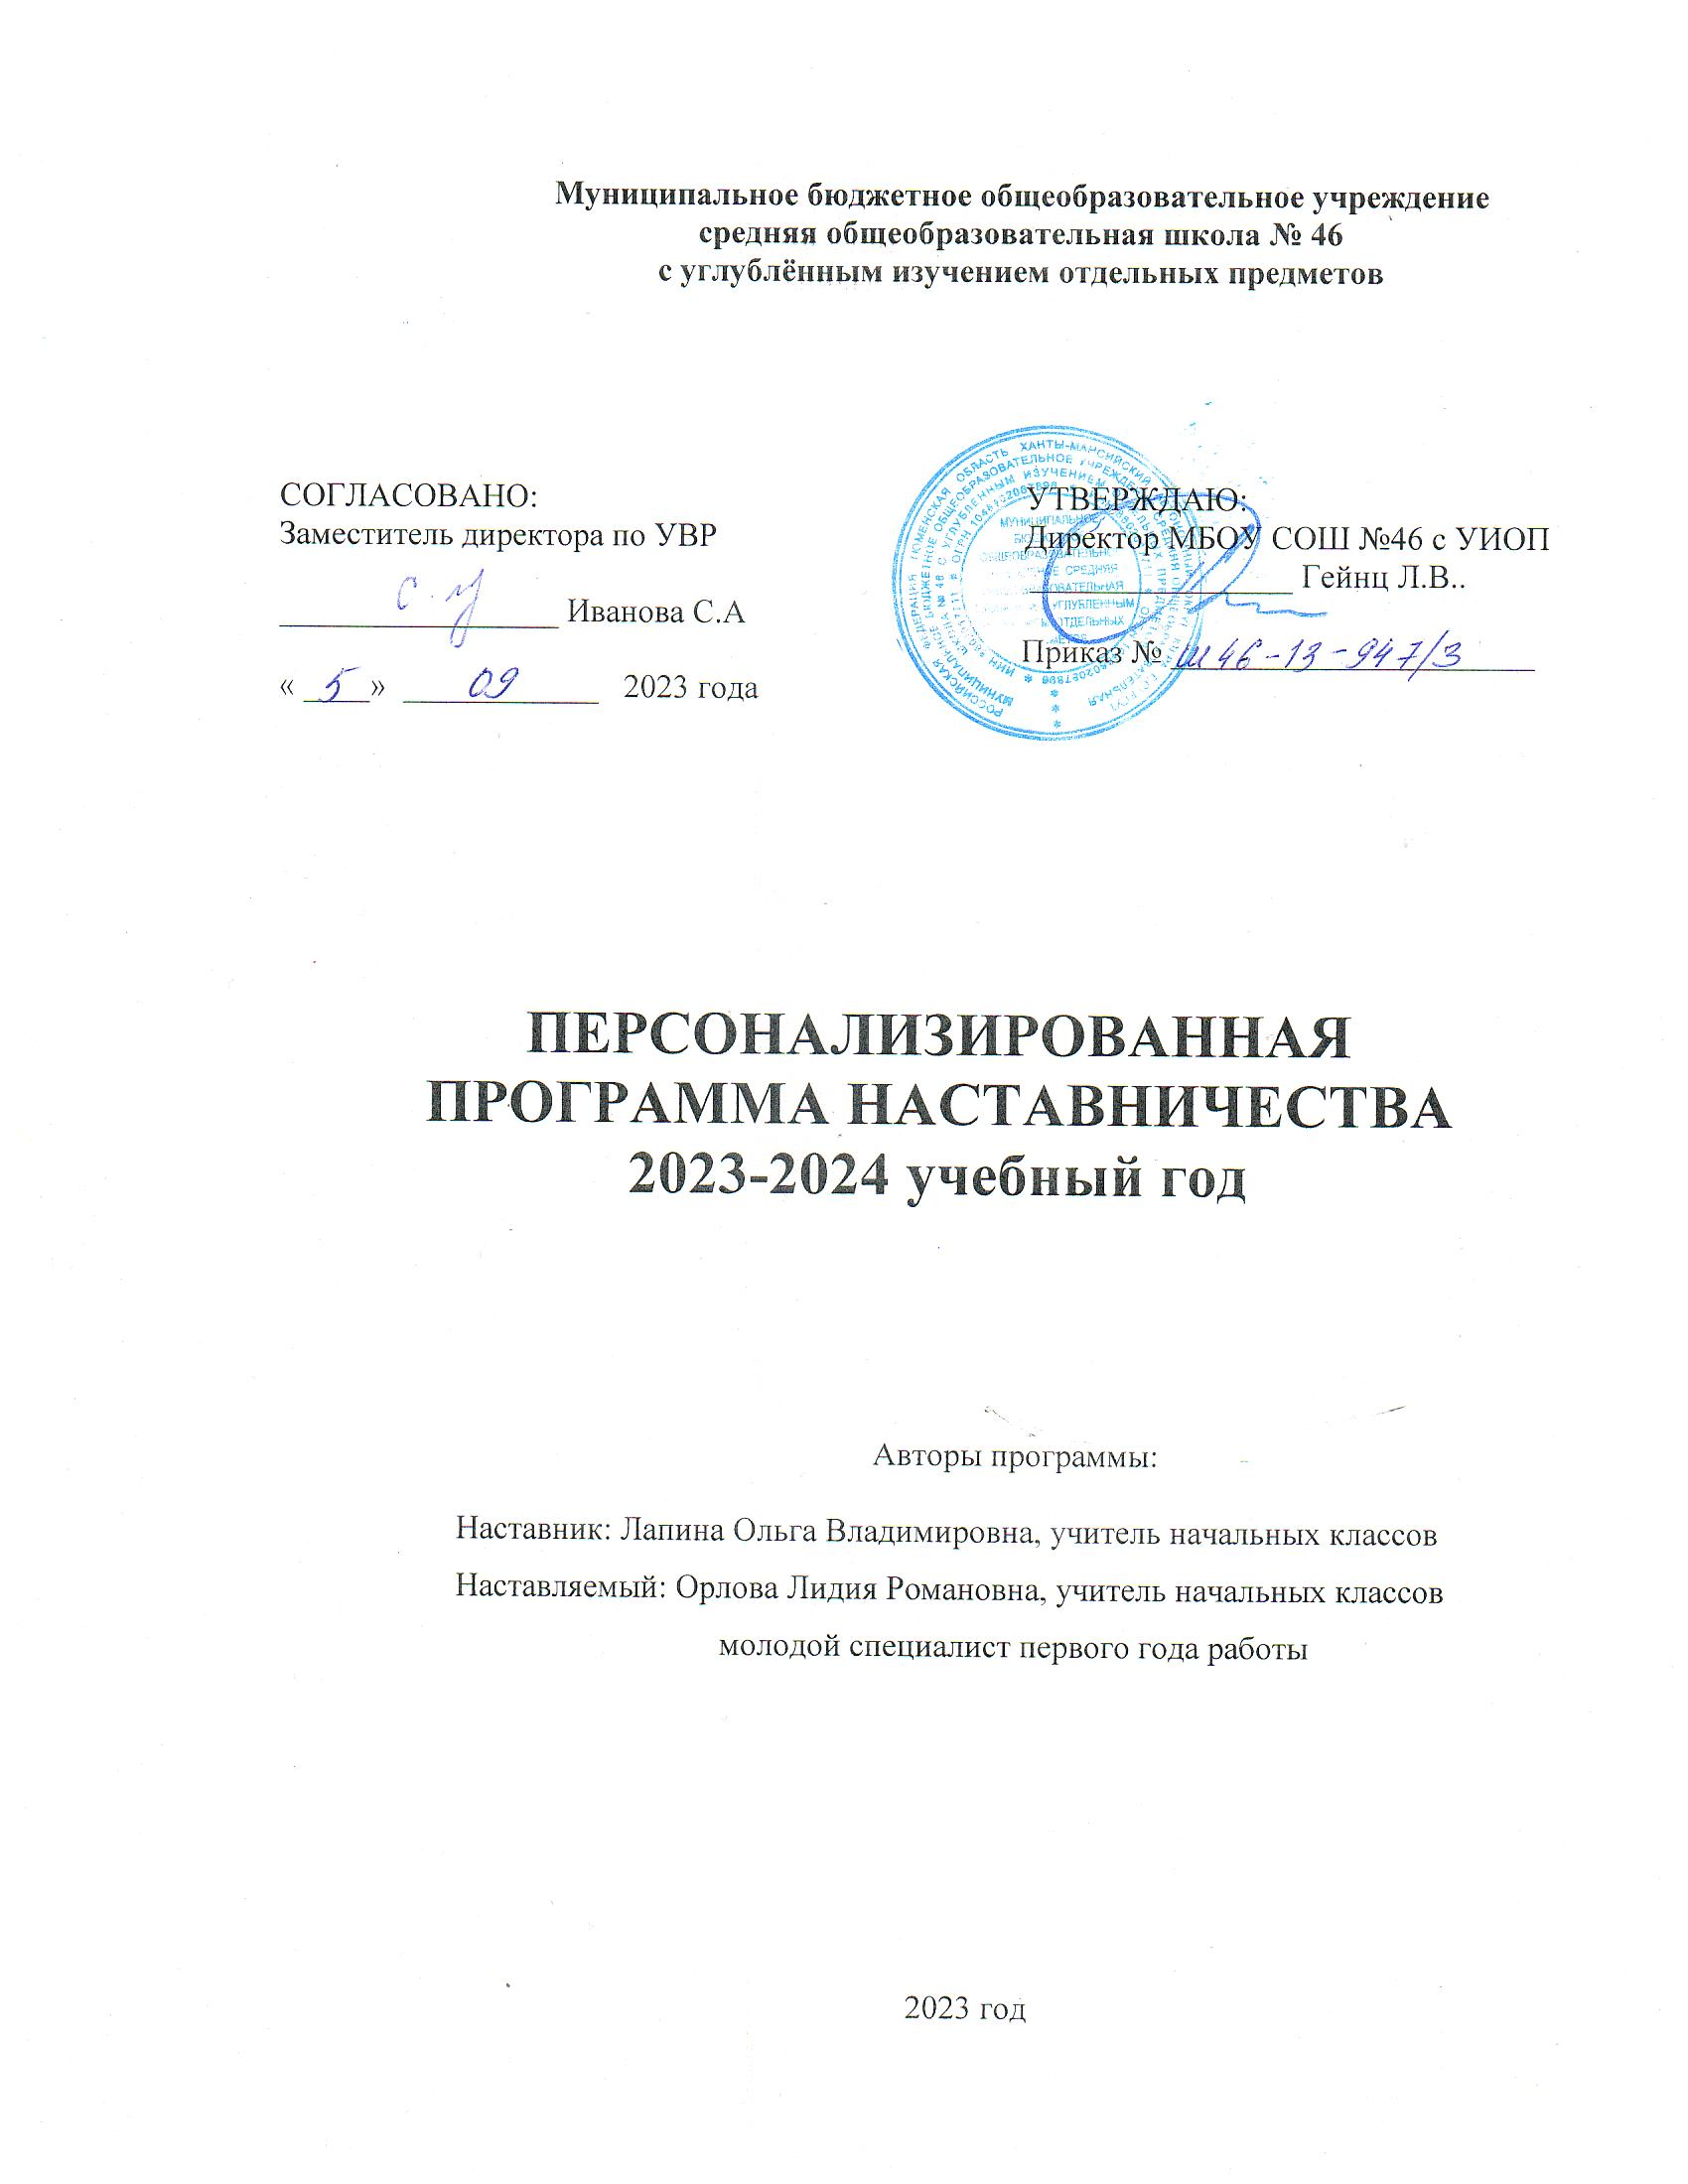 Муниципальное бюджетное общеобразовательное учреждение
средняя общеобразовательная школа № 46
с углублённым изучением отдельных предметов
СОГЛАСОВАНО:
Заместитель директора по УВР
Иванова С.А
« 5 » 09 2023 года
УТВЕРЖДАЮ:
Директор МБОУ СОШ №46 с УИОП
Гейнц Л.В..
Приказ № Ш46-13-947/3
ПЕРСОНАЛИЗИРОВАННАЯ
ПРОГРАММА НАСТАВНИЧЕСТВА
2023-2024 учебный год
Авторы программы:
Наставник: Лапина Ольга Владимировна, учитель начальных классов
Наставляемый: Орлова Лидия Романовна, учитель начальных классов
молодой специалист первого года работы
2023 год